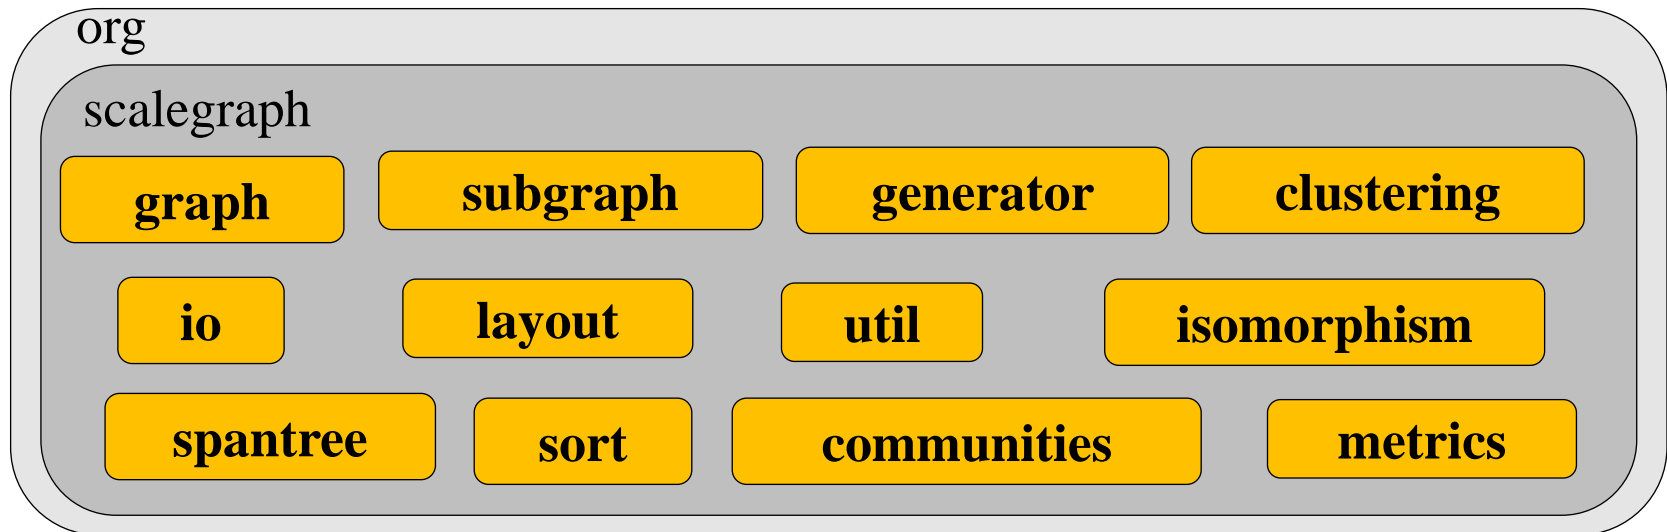 org
scalegraph
graph subgraph generator clustering
io layout util isomorphism
spantree sort communities metrics